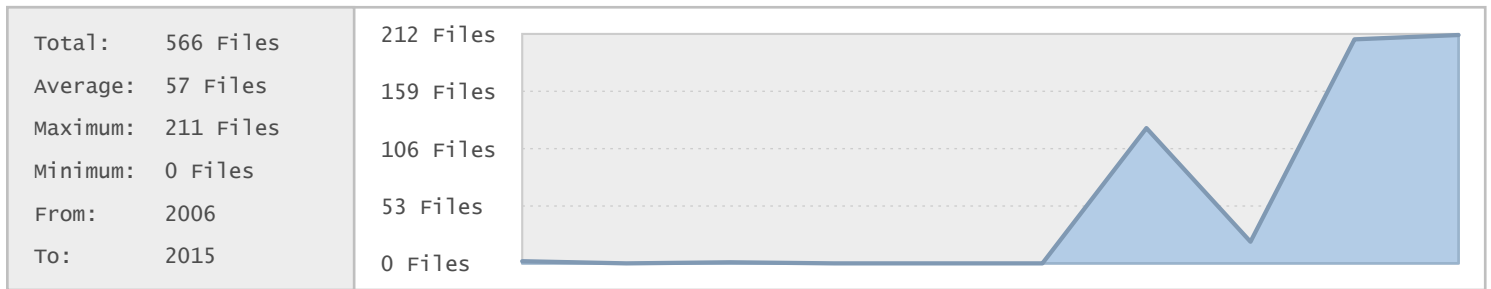 Total: 566 Files
Average: 57 Files
Maximum: 211 Files
Minimum: 0 Files
From: 2006
To: 2015
212 Files
159 Files
106 Files
53 Files
0 Files